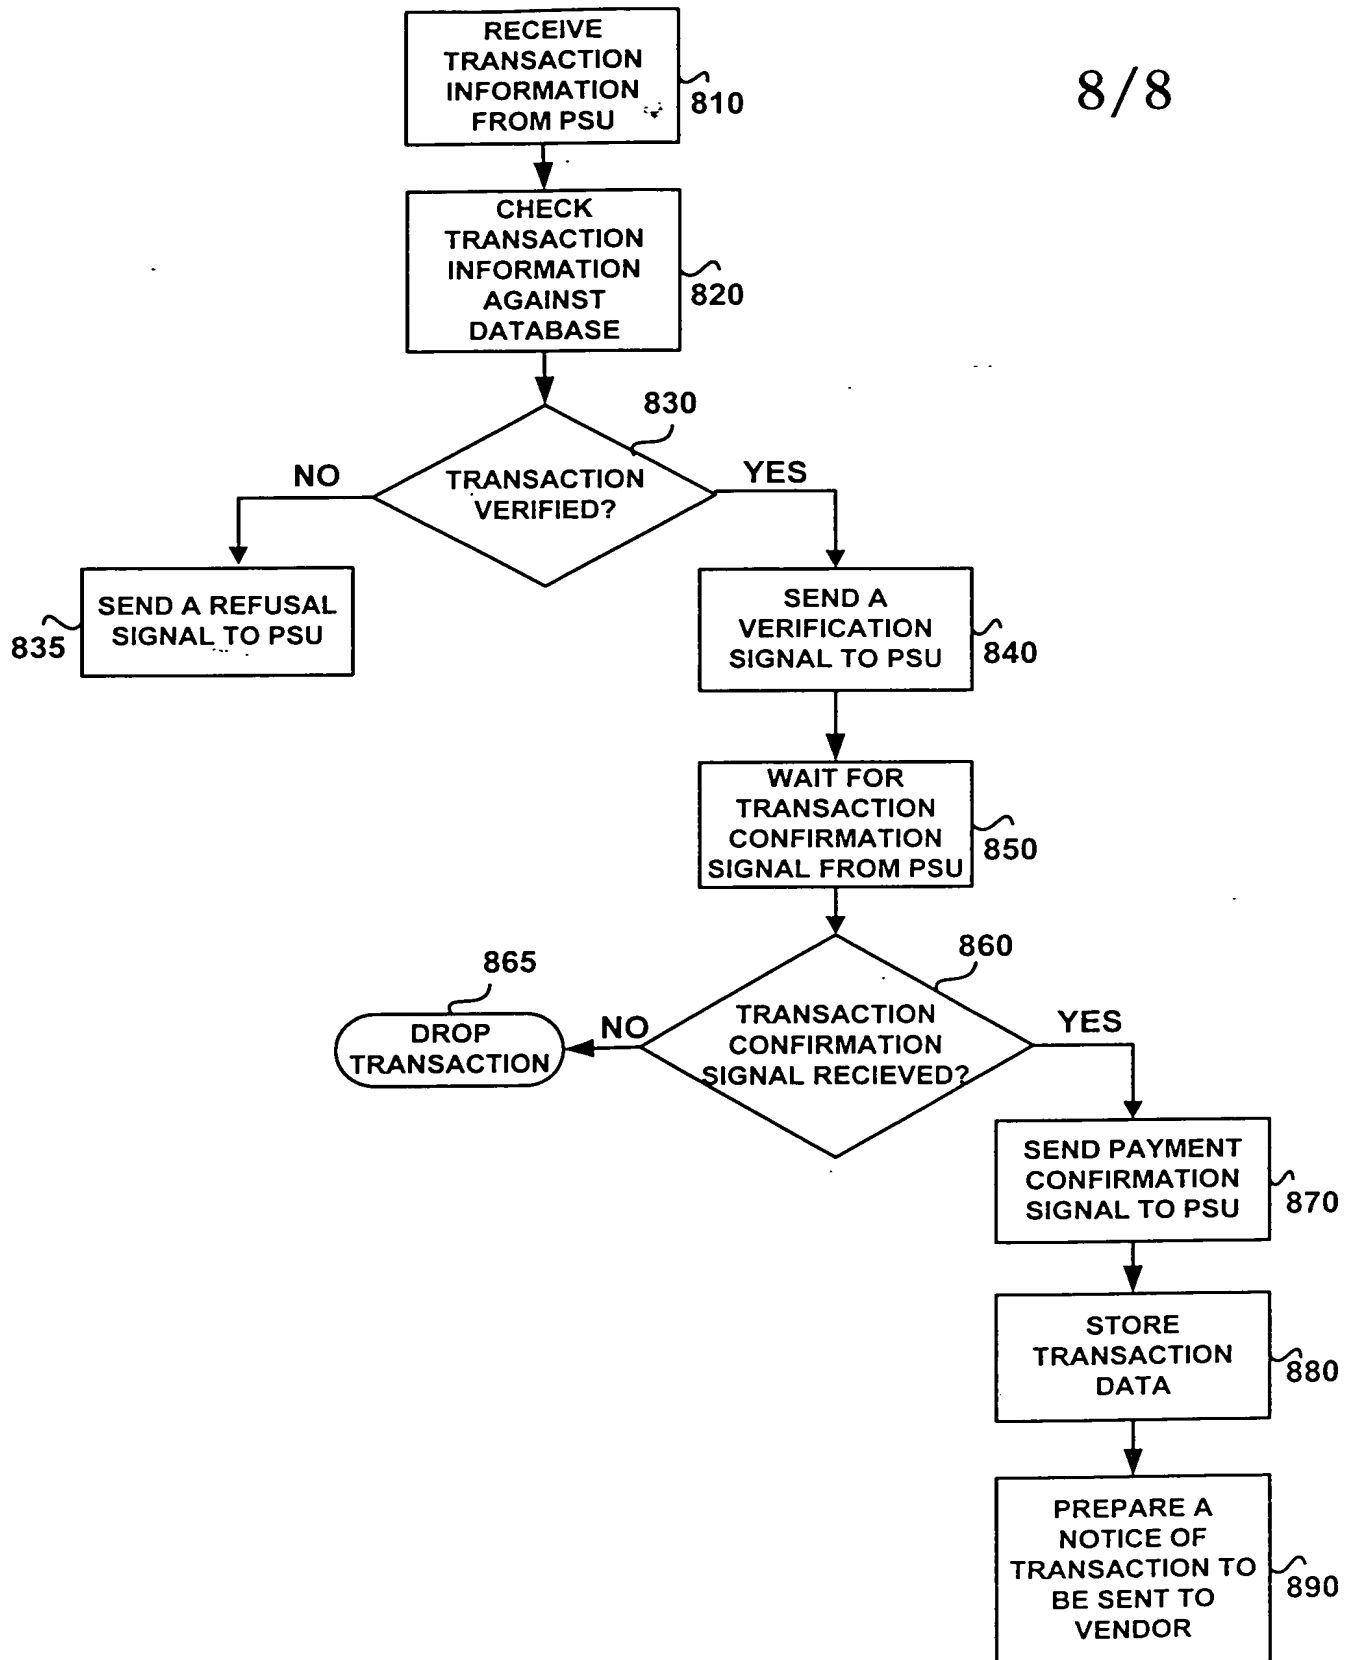 8/8
RECEIVE
TRANSACTION
INFORMATION
FROM PSU
810
CHECK
TRANSACTION
INFORMATION
AGAINST
DATABASE
820
830
TRANSACTION
VERIFIED?
NO
YES
SEND A REFUSAL
SIGNAL TO PSU
835
SEND A
VERIFICATION
SIGNAL TO PSU
840
WAIT FOR
TRANSACTION
CONFIRMATION
SIGNAL FROM PSU
850
860
TRANSACTION
CONFIRMATION
SIGNAL RECIEVED?
NO
YES
865
DROP
TRANSACTION
SEND PAYMENT
CONFIRMATION
SIGNAL TO PSU
870
STORE
TRANSACTION
DATA
880
PREPARE A
NOTICE OF
TRANSACTION TO
BE SENT TO
VENDOR
890